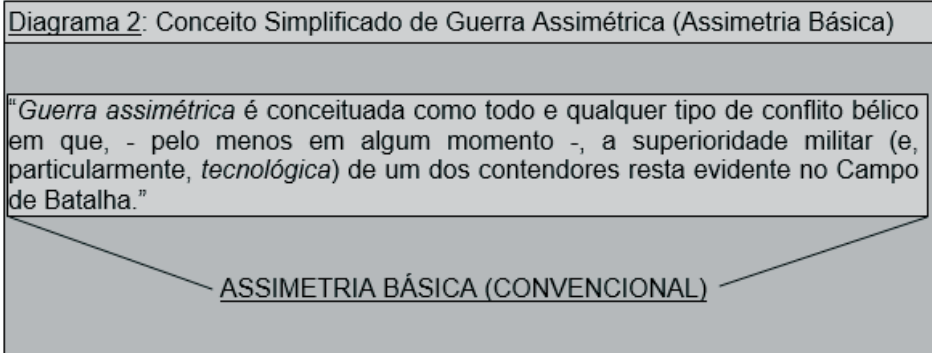 Diagrama 2: Conceito Simplificado de Guerra Assimétrica (Assimetria Básica)
“Guerra assimétrica é conceituada como todo e qualquer tipo de conflito bélico
em que, - pelo menos em algum momento -, a superioridade militar (e,
particularmente, tecnológica) de um dos contendores resta evidente no Campo
de Batalha.”
ASSIMETRIA BÁSICA (CONVENCIONAL)